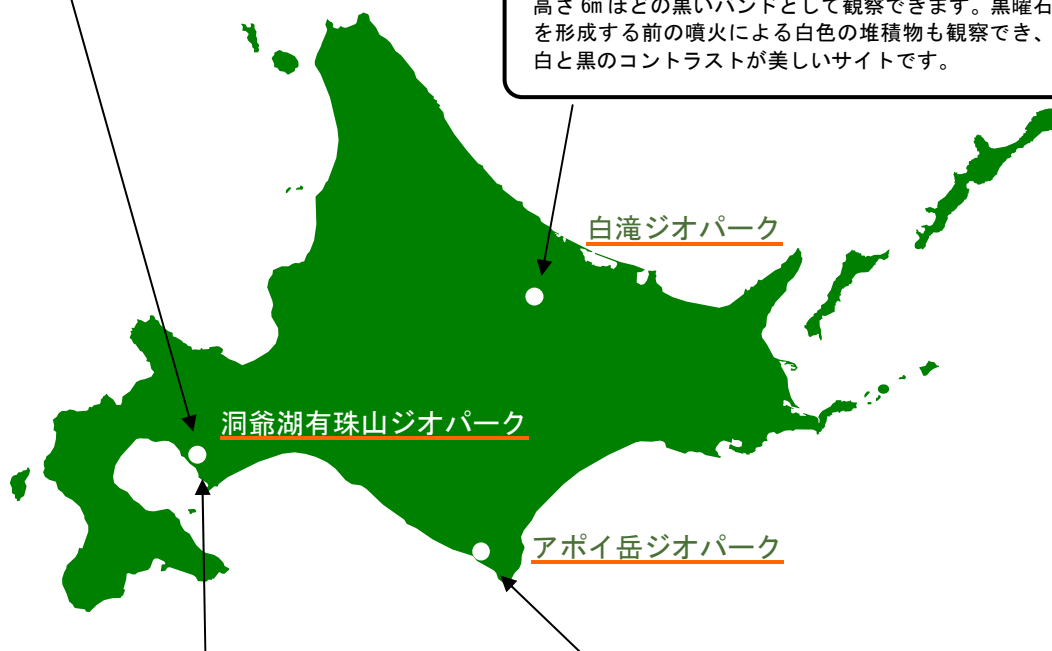 高さ 6m ほどの黒いバンドとして観察できます。黒曜石
を形成する前の噴火による白色の堆積物も観察でき、
白と黒のコントラストが美しいサイトです。
白滝ジオパーク
洞爺湖有珠山ジオパーク
アポイ岳ジオパーク